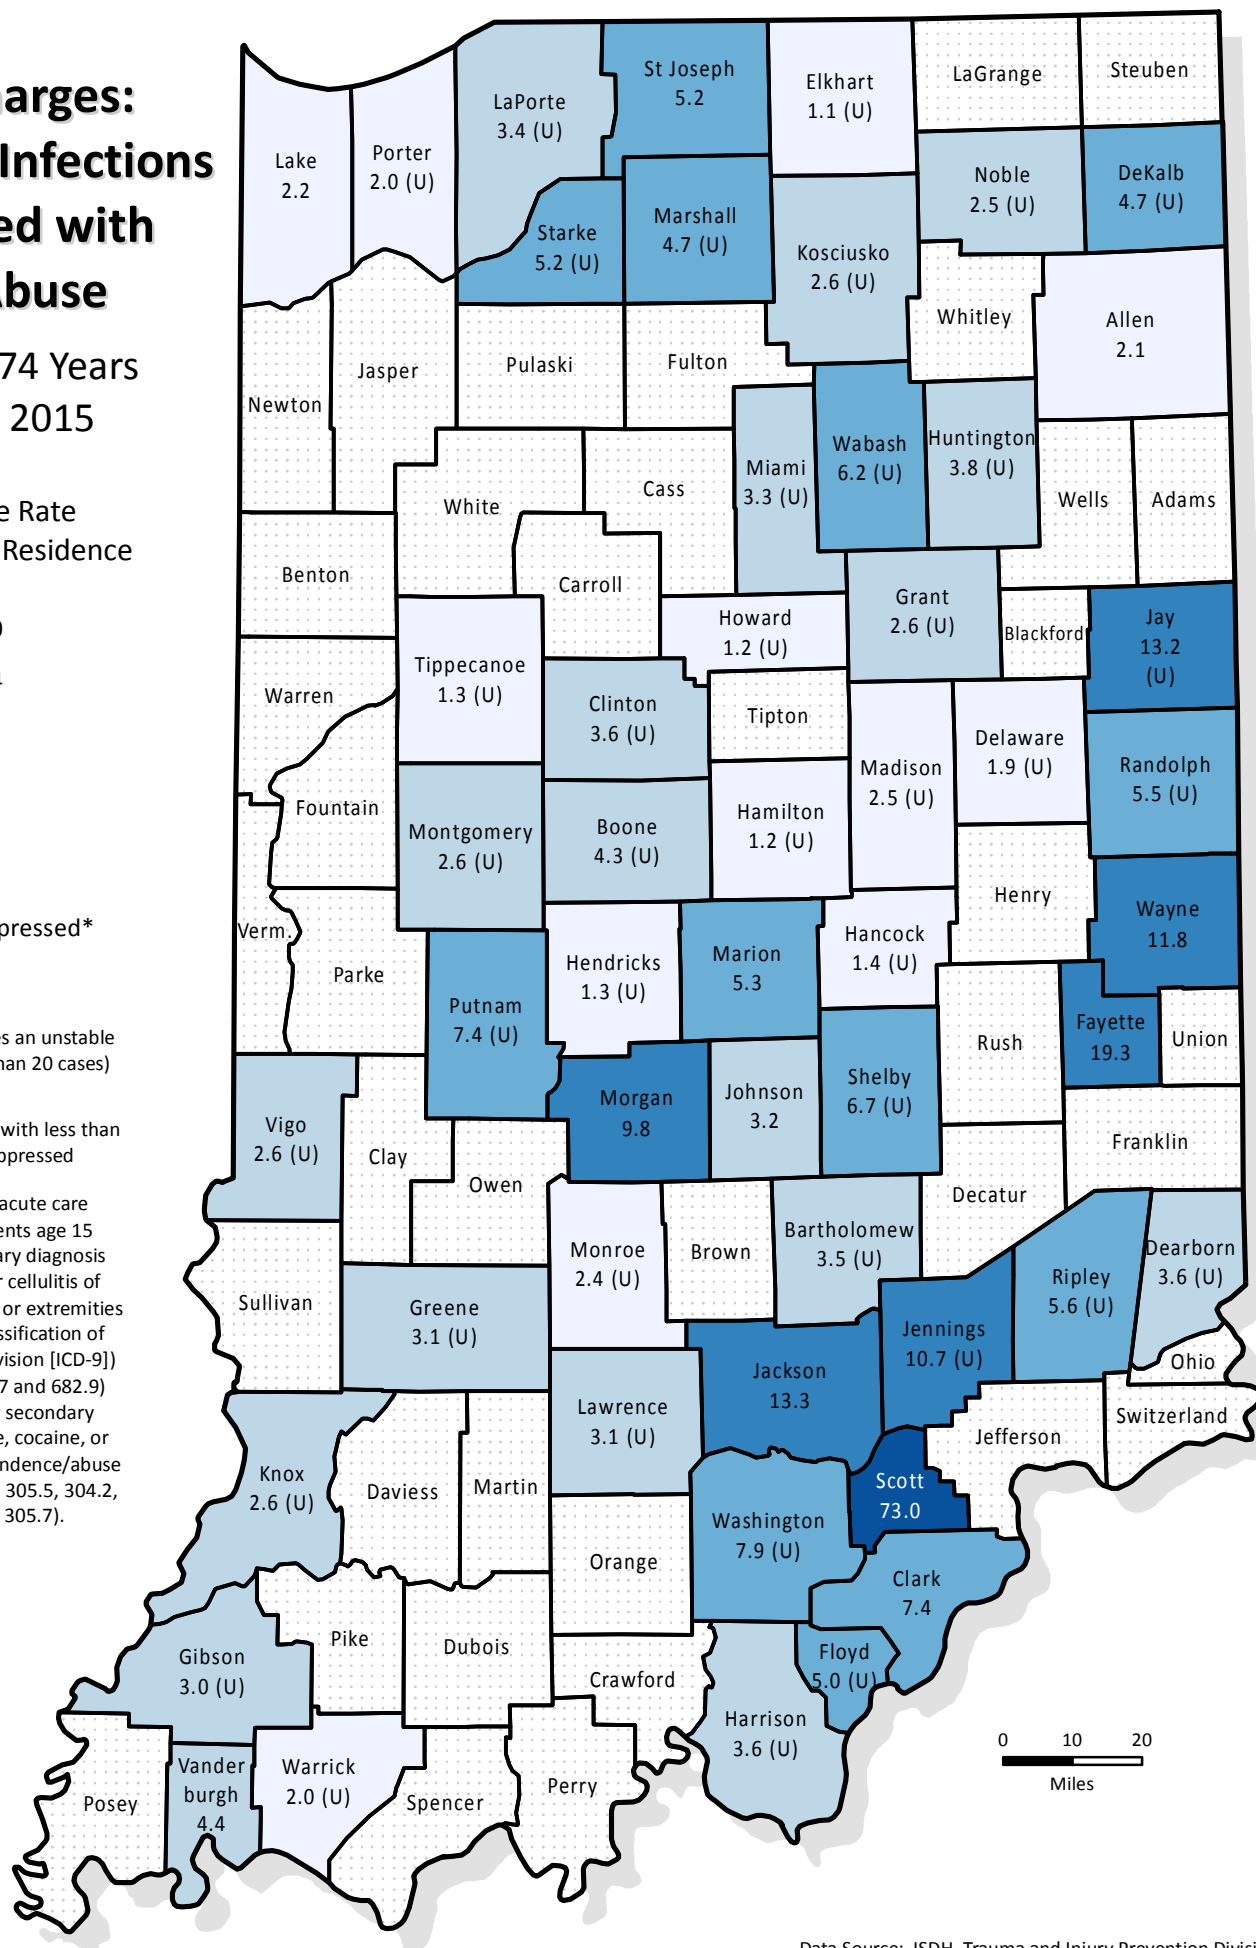 arges:
Infections
ed with
Abuse
74 Years
2015
e Rate
Residence
pressed*
es an unstable
han 20 cases)
with less than
ppressed
acute care
ents age 15
ary diagnosis
r cellulitis of
or extremities
ssification of
vision [ICD-9])
7 and 682.9)
r secondary
e, cocaine, or
ndence/abuse
305.5, 304.2,
305.7).
Lake
2.2
Porter
2.0 (U)
LaPorte
3.4 (U)
St Joseph
5.2
Elkhart
1.1 (U)
LaGrange
Steuben
Noble
2.5 (U)
DeKalb
4.7 (U)
Starke
5.2 (U)
Marshall
4.7 (U)
Kosciusko
2.6 (U)
Whitley
Allen
2.1
Newton
Jasper
Pulaski
Fulton
Wabash
6.2 (U)
Huntington
3.8 (U)
Miami
3.3 (U)
Wells
Adams
White
Cass
Benton
Carroll
Howard
1.2 (U)
Grant
2.6 (U)
Blackford
Jay
13.2
(U)
Warren
Tippecanoe
1.3 (U)
Clinton
3.6 (U)
Tipton
Madison
2.5 (U)
Delaware
1.9 (U)
Randolph
5.5 (U)
Fountain
Montgomery
2.6 (U)
Boone
4.3 (U)
Hamilton
1.2 (U)
Henry
Wayne
11.8
Verm.
Parke
Putnam
7.4 (U)
Hendricks
1.3 (U)
Marion
5.3
Hancock
1.4 (U)
Rush
Fayette
19.3
Union
Vigo
2.6 (U)
Clay
Owen
Morgan
9.8
Johnson
3.2
Shelby
6.7 (U)
Franklin
Decatur
Sullivan
Greene
3.1 (U)
Monroe
2.4 (U)
Brown
Bartholomew
3.5 (U)
Ripley
5.6 (U)
Dearborn
3.6 (U)
Ohio
Jennings
10.7 (U)
Jackson
13.3
Lawrence
3.1 (U)
Switzerland
Jefferson
Knox
2.6 (U)
Daviess
Martin
Scott
73.0
Washington
7.9 (U)
Orange
Clark
7.4
Gibson
3.0 (U)
Pike
Dubois
Crawford
Floyd
5.0 (U)
Harrison
3.6 (U)
Posey
Vander
burgh
4.4
Warrick
2.0 (U)
Spencer
Perry
0 10 20
Miles
Data Source: ISDH, Trauma and Injury Prevention Divisi